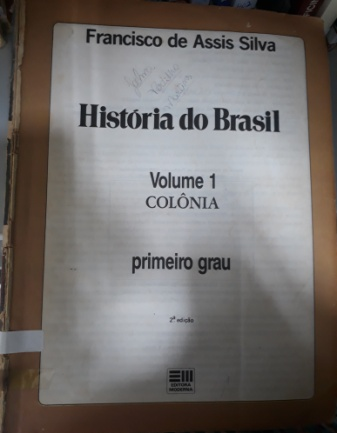 Francisco de Assis Silva
História do Brasil
Volume 1
COLÔNIA
primeiro grau
2ª edição
EDITORA
MODERNA